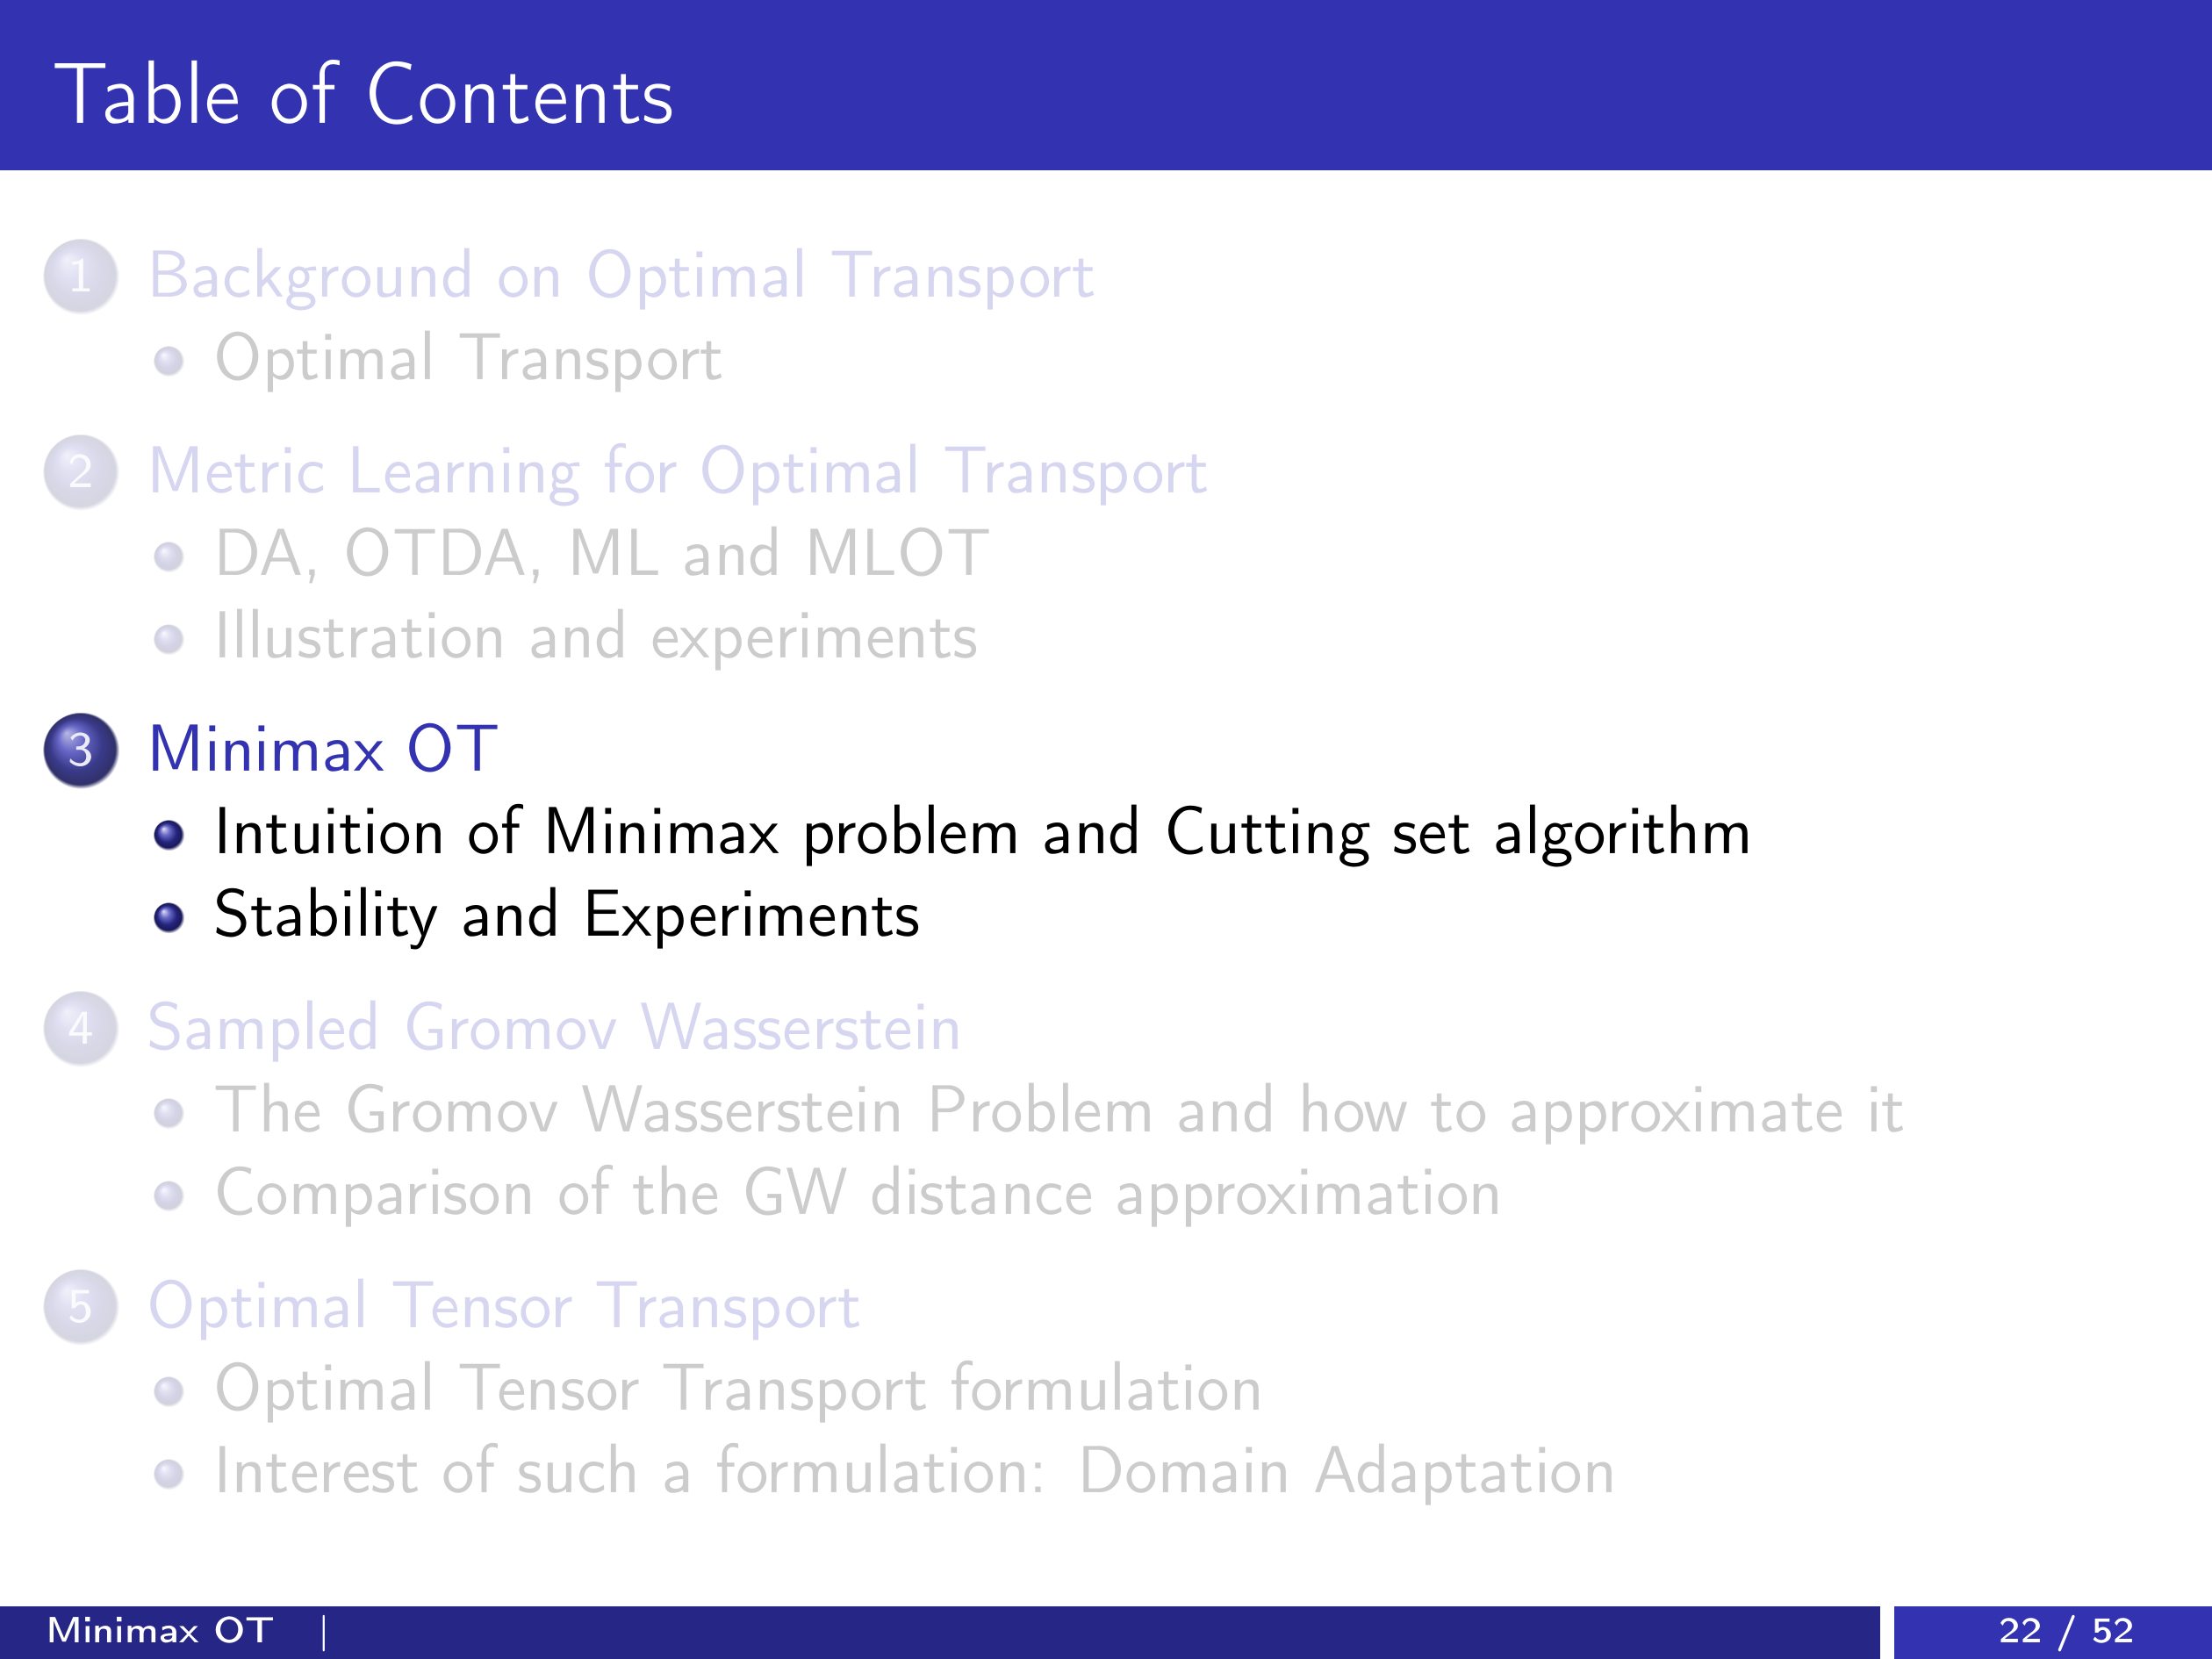 Table of Contents
1 Background on Optimal Transport
Optimal Transport
2 Metric Learning for Optimal Transport
DA, OTDA, ML and MLOT
Illustration and experiments
3 Minimax OT
Intuition of Minimax problem and Cutting set algorithm
Stability and Experiments
4 Sampled Gromov Wasserstein
The Gromov Wasserstein Problem and how to approximate it
Comparison of the GW distance approximation
5 Optimal Tensor Transport
Optimal Tensor Transport formulation
Interest of such a formulation: Domain Adaptation
Minimax OT | 22 / 52